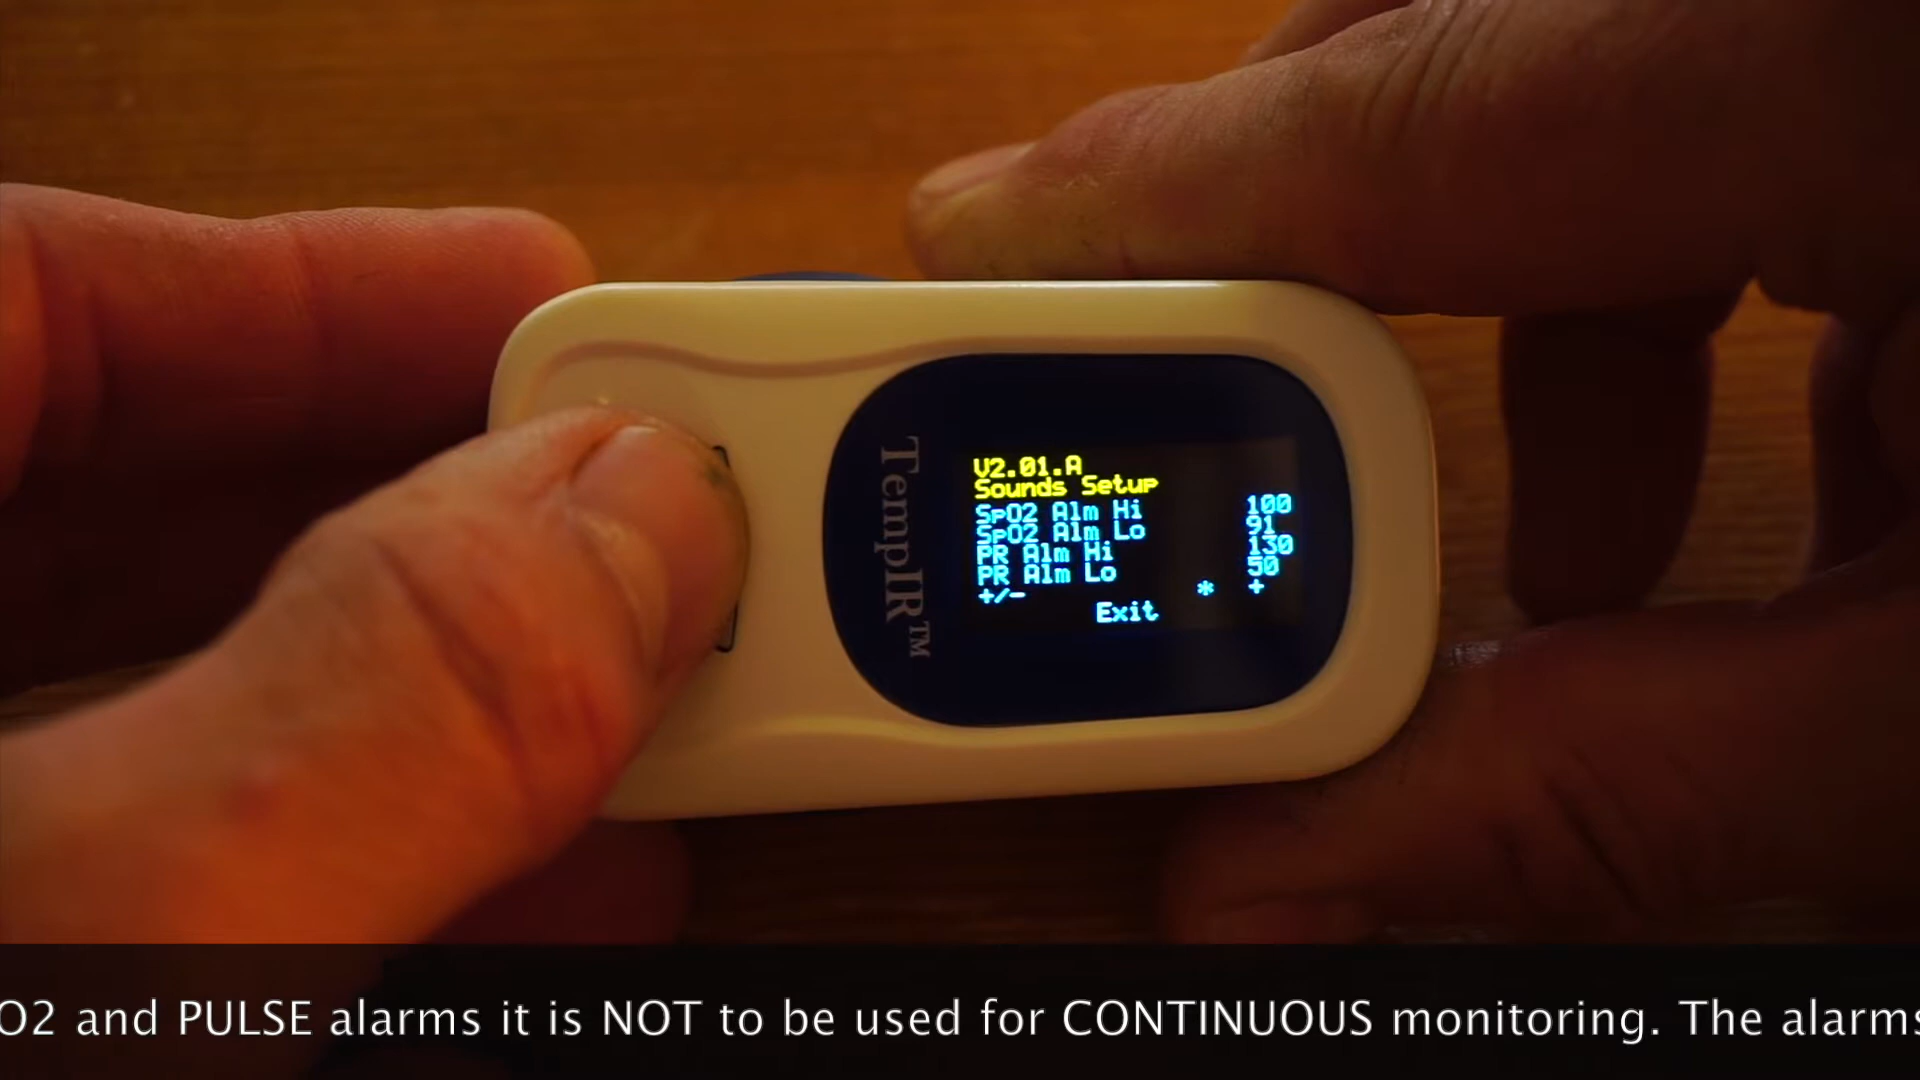 TempIR™
V2.01.A
Sounds Setup
SpO2 Alm Hi 100
SpO2 Alm Lo 91
PR Alm Hi 130
PR Alm Lo 50
+/- * +
Exit
O2 and PULSE alarms it is NOT to be used for CONTINUOUS monitoring. The alarms